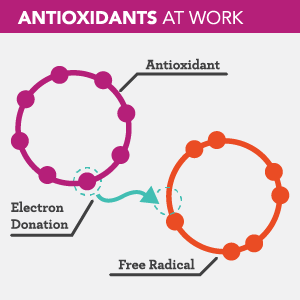 ANTIOXIDANTS AT WORK
Antioxidant
Electron
Donation
Free Radical